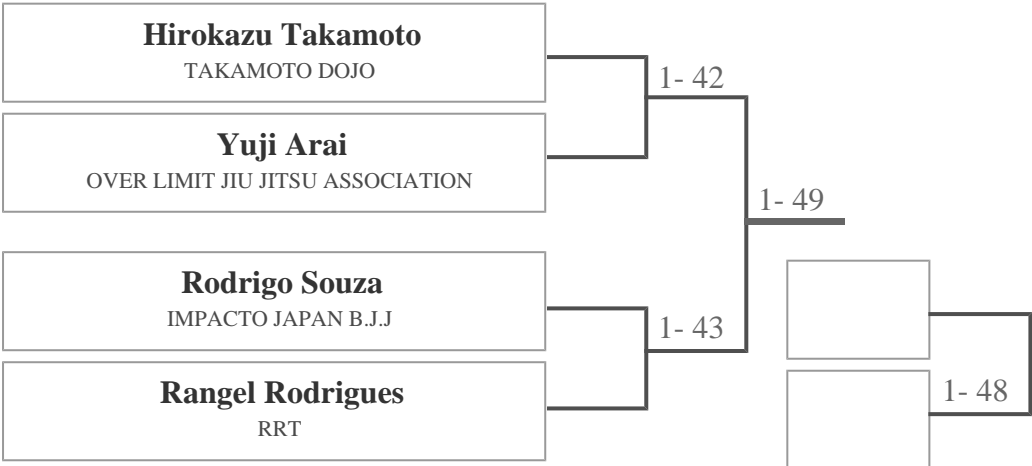 Hirokazu Takamoto
TAKAMOTO DOJO
1- 42
Yuji Arai
OVER LIMIT JIU JITSU ASSOCIATION
1- 49
Rodrigo Souza
IMPACTO JAPAN B.J.J
1- 43
Rangel Rodrigues
RRT
1- 48